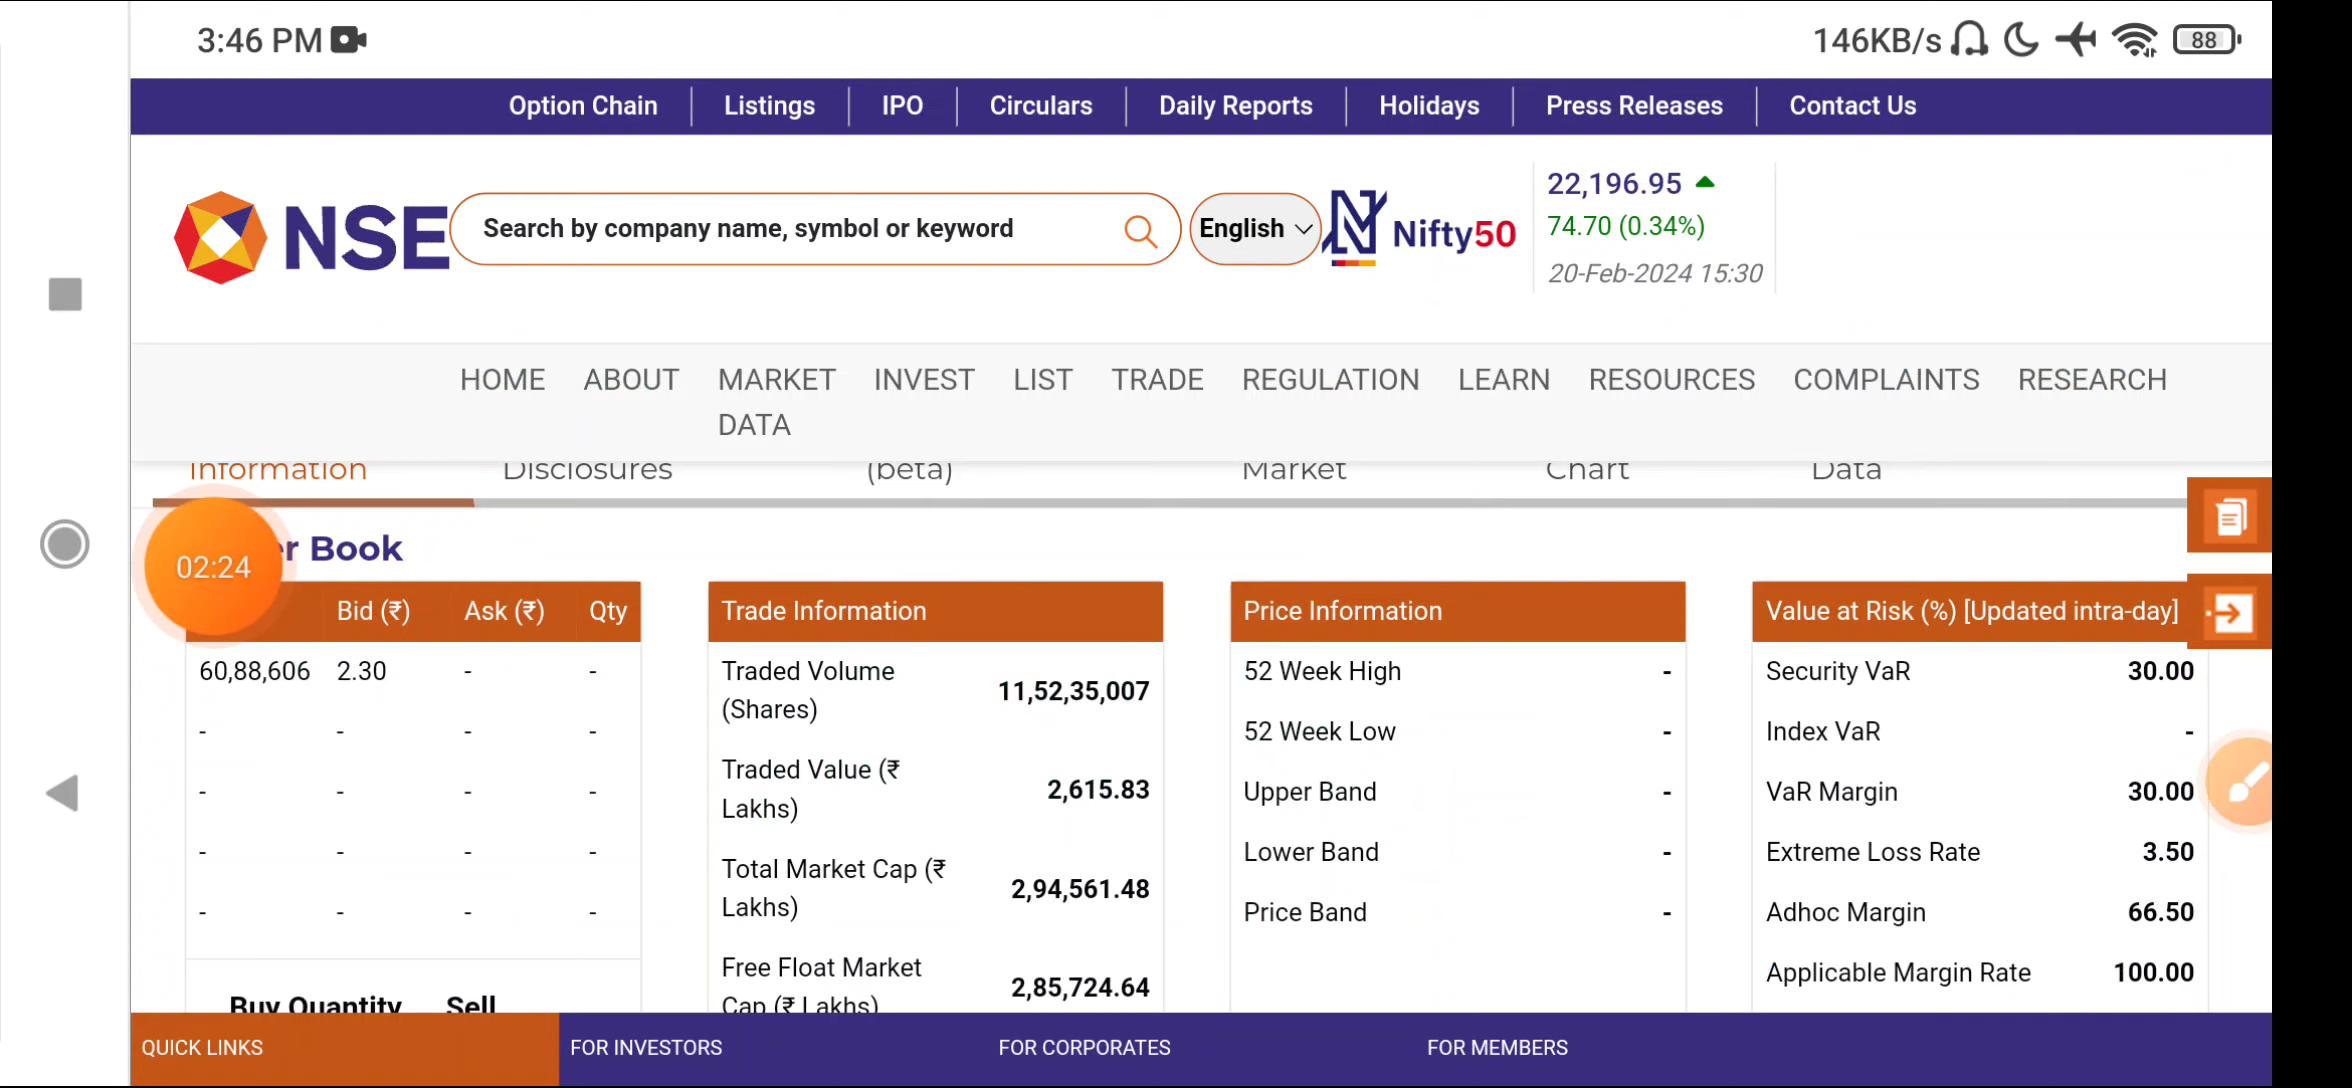 3:46 PM 146KB/s 88
Option Chain Listings IPO Circulars Daily Reports Holidays Press Releases Contact Us
NSE Search by company name, symbol or keyword English Nifty50
22,196.95
74.70 (0.34%)
20-Feb-2024 15:30
HOME ABOUT MARKET DATA INVEST LIST TRADE REGULATION LEARN RESOURCES COMPLAINTS RESEARCH
Information Disclosures (beta) Market Chart Data
02:24 er Book
Bid (₹) Ask (₹) Qty
60,88,606 2.30 - -
- - - -
- - - -
- - - -
- - - -
Buy Quantity Sell
Trade Information
Traded Volume (Shares) 11,52,35,007
Traded Value (₹ Lakhs) 2,615.83
Total Market Cap (₹ Lakhs) 2,94,561.48
Free Float Market Cap (₹ Lakhs) 2,85,724.64
Price Information
52 Week High -
52 Week Low -
Upper Band -
Lower Band -
Price Band -
Value at Risk (%) [Updated intra-day]
Security VaR 30.00
Index VaR -
VaR Margin 30.00
Extreme Loss Rate 3.50
Adhoc Margin 66.50
Applicable Margin Rate 100.00
QUICK LINKS FOR INVESTORS FOR CORPORATES FOR MEMBERS